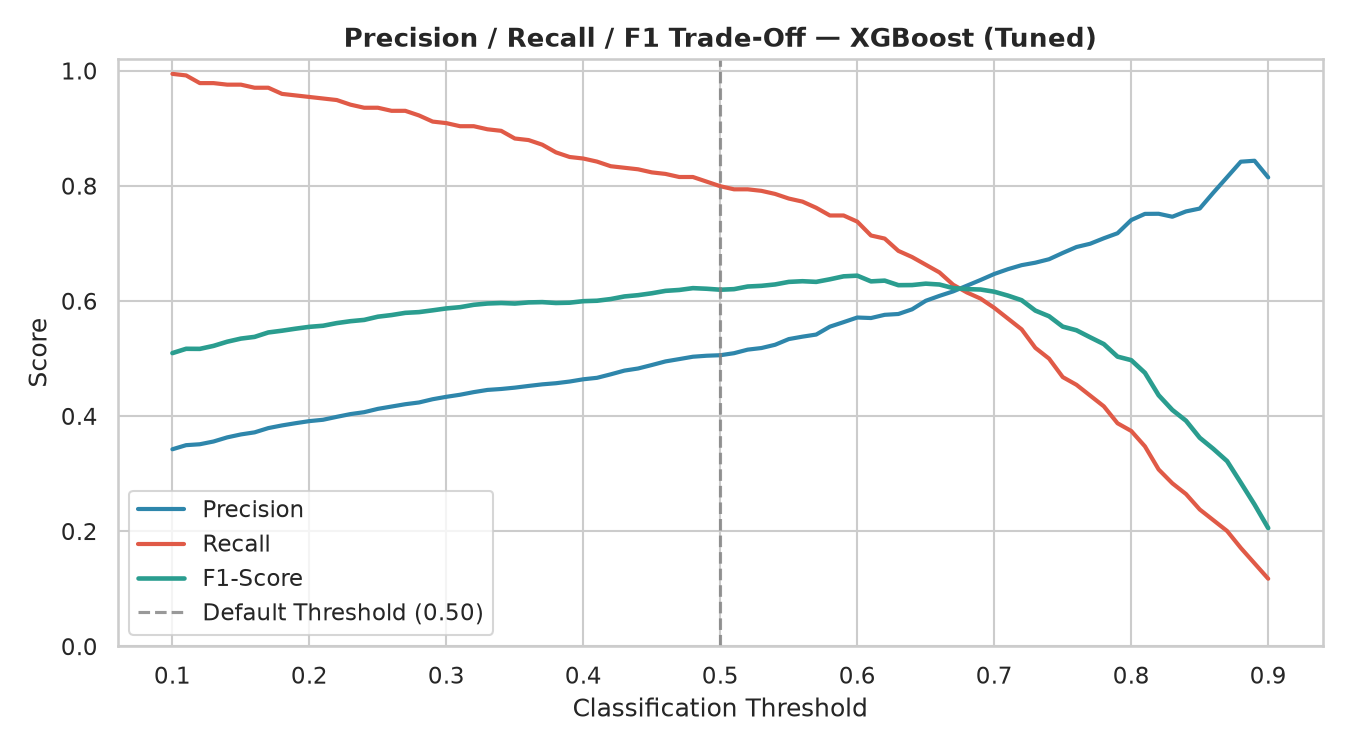 Precision / Recall / F1 Trade-Off — XGBoost (Tuned)
Score
1.0
0.8
0.6
0.4
0.2
0.0
Precision
Recall
F1-Score
Default Threshold (0.50)
0.1 0.2 0.3 0.4 0.5 0.6 0.7 0.8 0.9
Classification Threshold